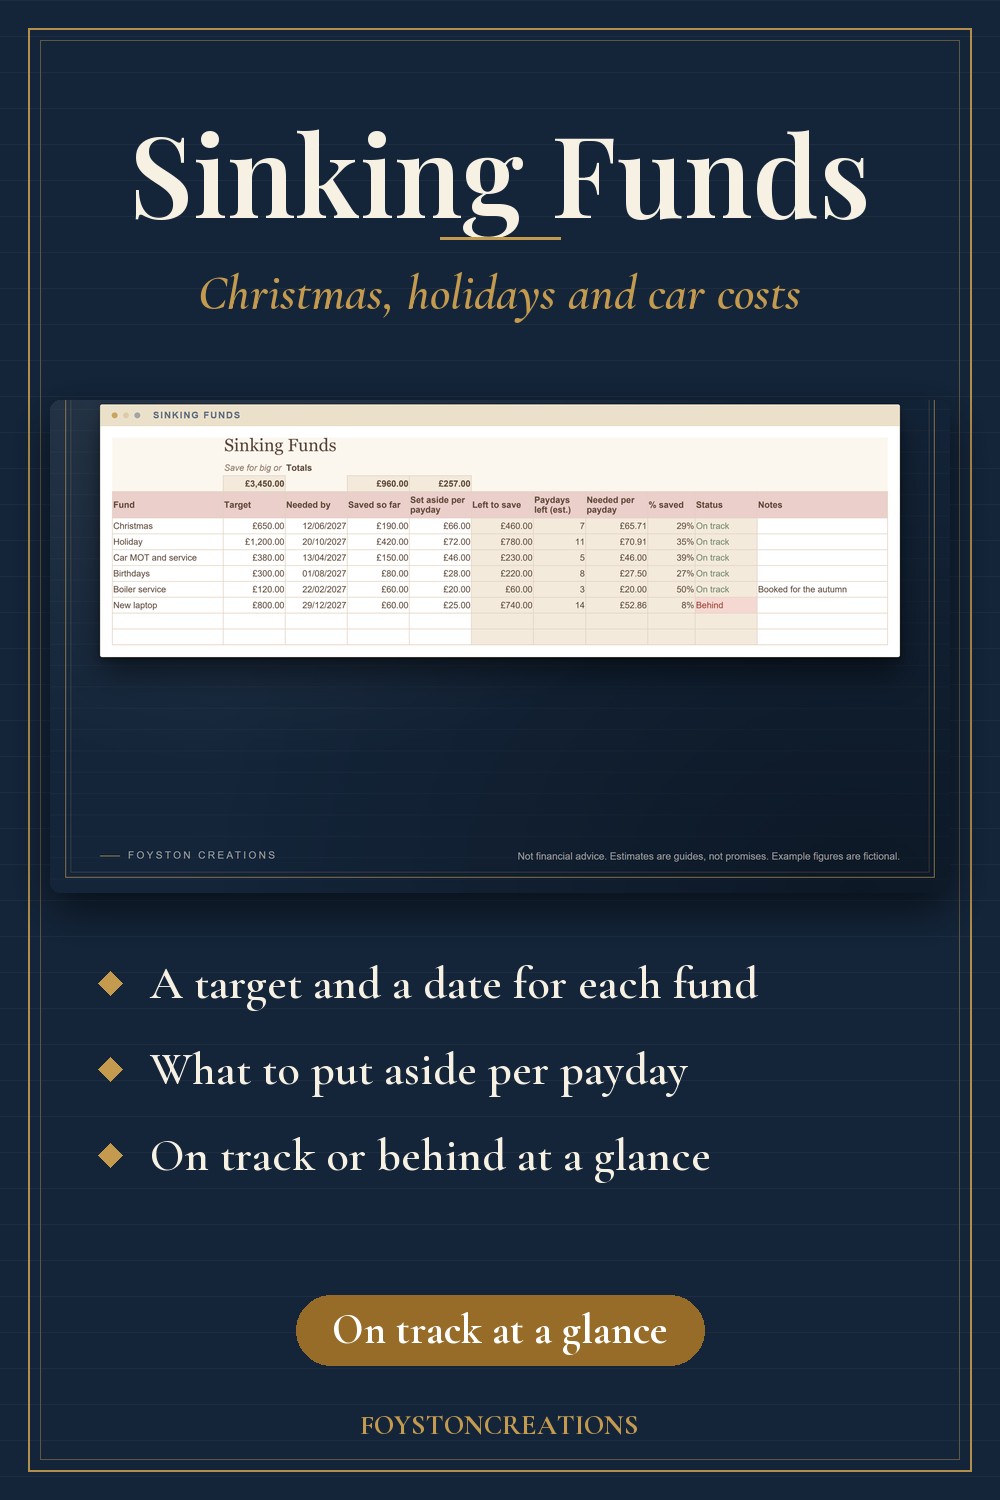 Sinking Funds
Christmas, holidays and car costs
SINKING FUNDS
Sinking Funds
Save for big or Totals
£3,450.00 £960.00 £257.00
Fund Target Needed by Saved so far Set aside per payday Left to save Paydays left (est.) Needed per payday % saved Status Notes
Christmas £650.00 12/06/2027 £190.00 £66.00 £460.00 7 £65.71 29% On track
Holiday £1,200.00 20/10/2027 £420.00 £72.00 £780.00 11 £70.91 35% On track
Car MOT and service £380.00 13/04/2027 £150.00 £46.00 £230.00 5 £46.00 39% On track
Birthdays £300.00 01/08/2027 £80.00 £28.00 £220.00 8 £27.50 27% On track
Boiler service £120.00 22/02/2027 £60.00 £20.00 £60.00 3 £20.00 50% On track Booked for the autumn
New laptop £800.00 29/12/2027 £60.00 £25.00 £740.00 14 £52.86 8% Behind
FOYSTON CREATIONS
Not financial advice. Estimates are guides, not promises. Example figures are fictional.
A target and a date for each fund
What to put aside per payday
On track or behind at a glance
On track at a glance
FOYSTONCREATIONS